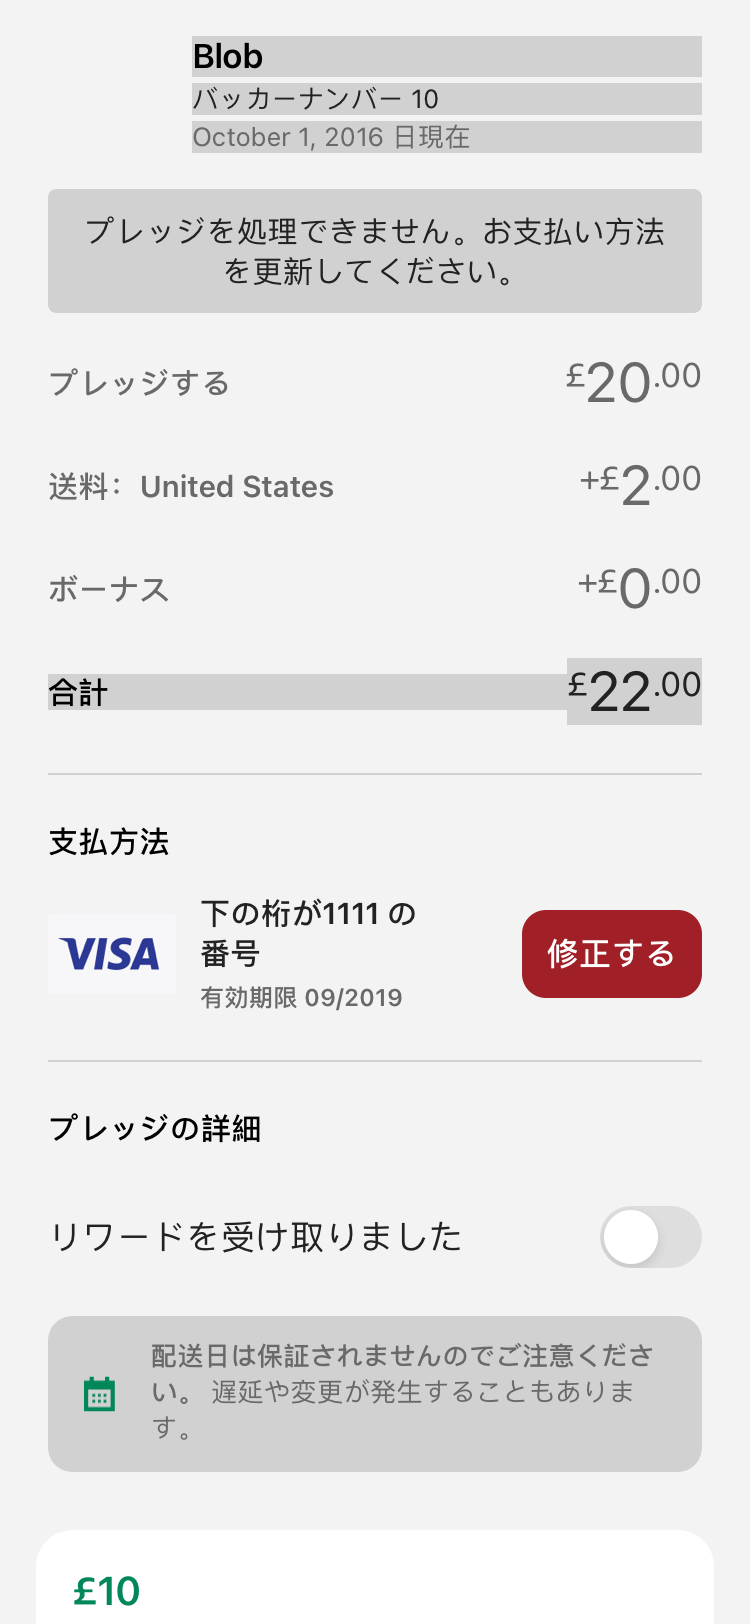 Blob
バッカーナンバー 10
October 1, 2016 日現在
プレッジを処理できません。お支払い方法
を更新してください。
プレッジする £20.00
送料： United States +£2.00
ボーナス +£0.00
合計 £22.00
支払方法
VISA
下の桁が1111 の
番号
有効期限 09/2019
修正する
プレッジの詳細
リワードを受け取りました
配送日は保証されませんのでご注意くださ
い。 遅延や変更が発生することもありま
す。
£10